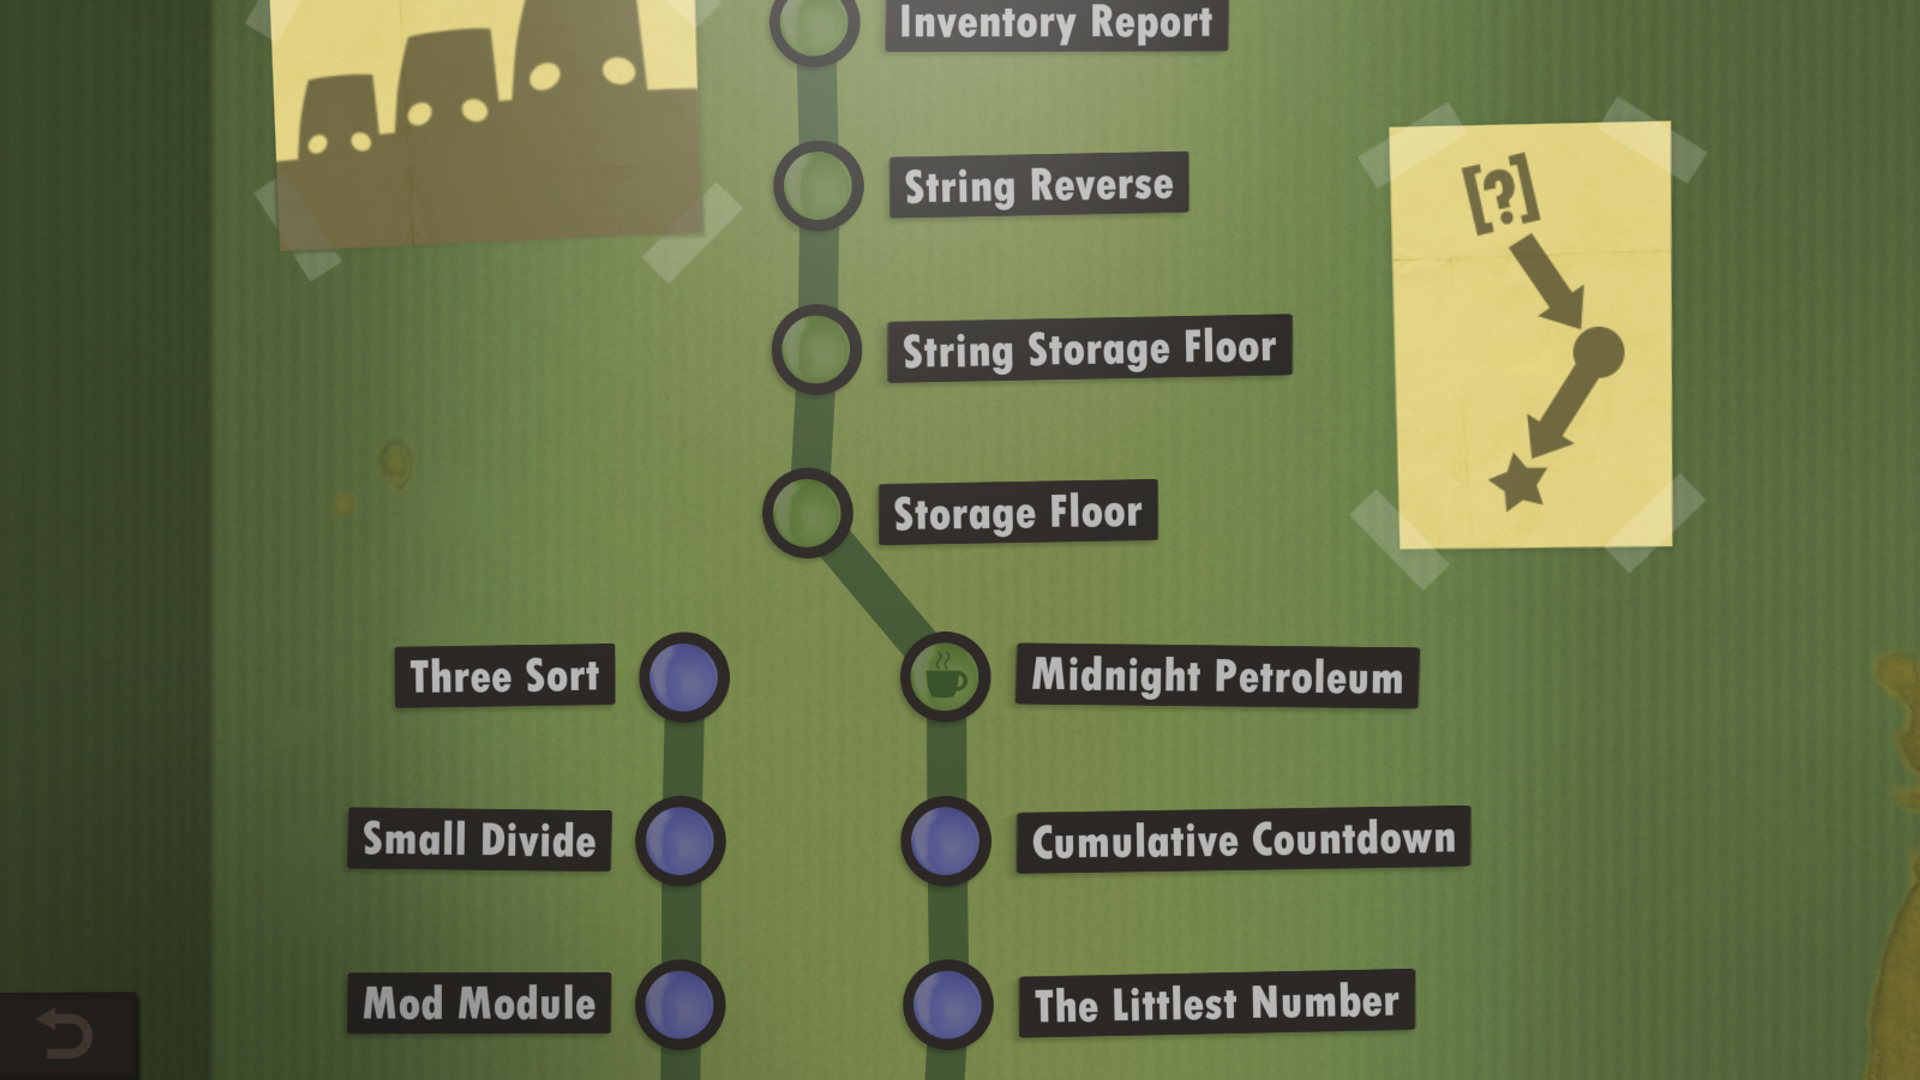 Inventory Report
String Reverse
[?]
String Storage Floor
Storage Floor
Three Sort
Midnight Petroleum
Small Divide
Cumulative Countdown
Mod Module
The Littlest Number